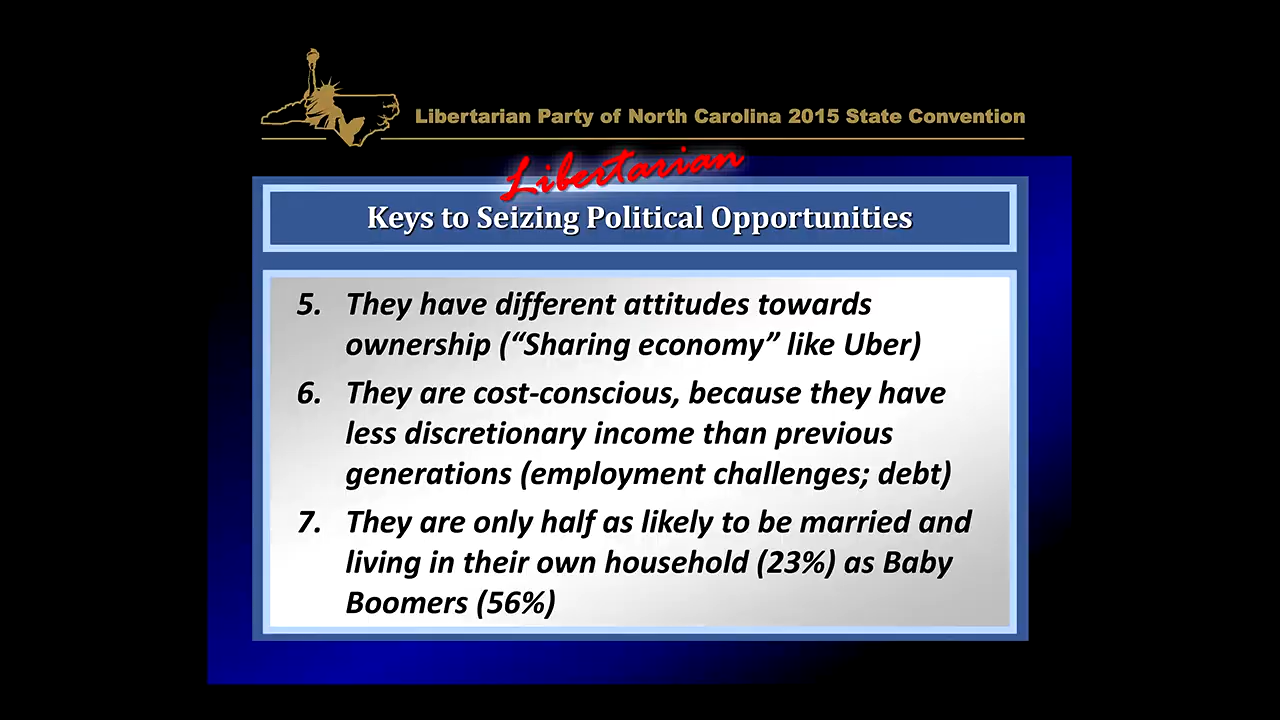 Libertarian Party of North Carolina 2015 State Convention
Libertarian
Keys to Seizing Political Opportunities
5. They have different attitudes towards
ownership (“Sharing economy” like Uber)
6. They are cost-conscious, because they have
less discretionary income than previous
generations (employment challenges; debt)
7. They are only half as likely to be married and
living in their own household (23%) as Baby
Boomers (56%)